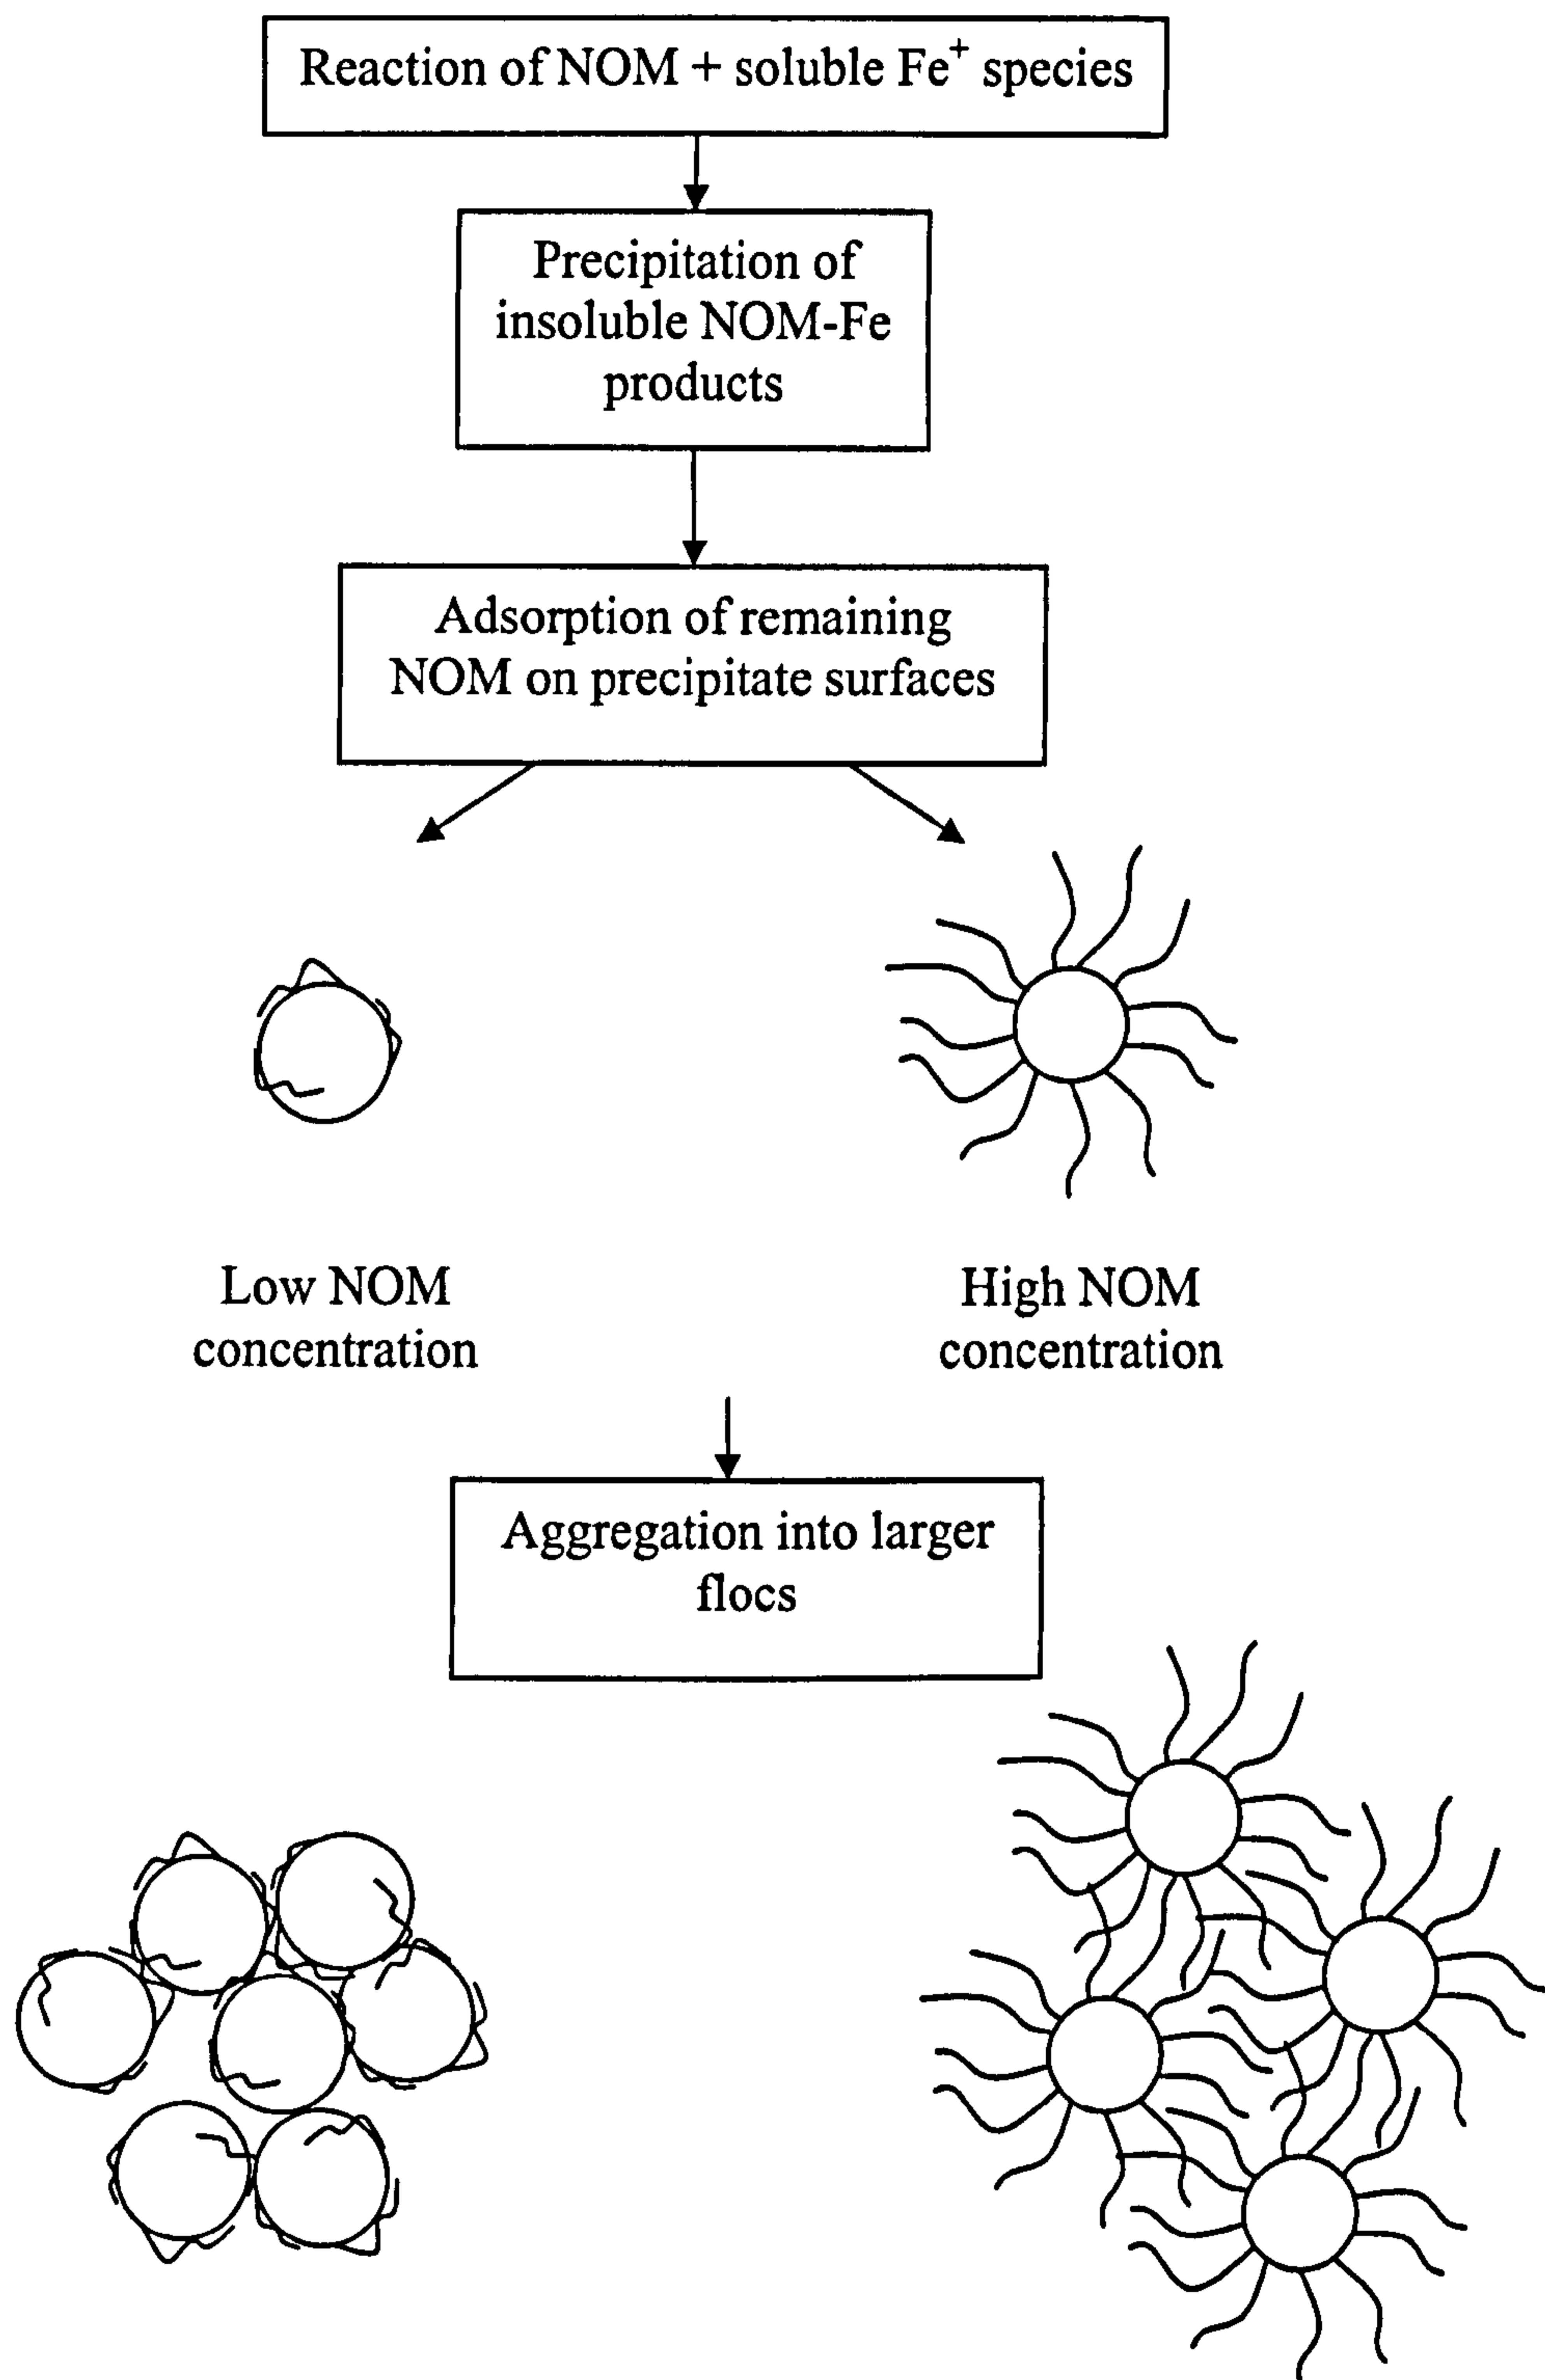 Reaction of NOM + soluble Fe⁺ species
Precipitation of
insoluble NOM-Fe
products
Adsorption of remaining
NOM on precipitate surfaces
Low NOM
concentration
High NOM
concentration
Aggregation into larger
flocs